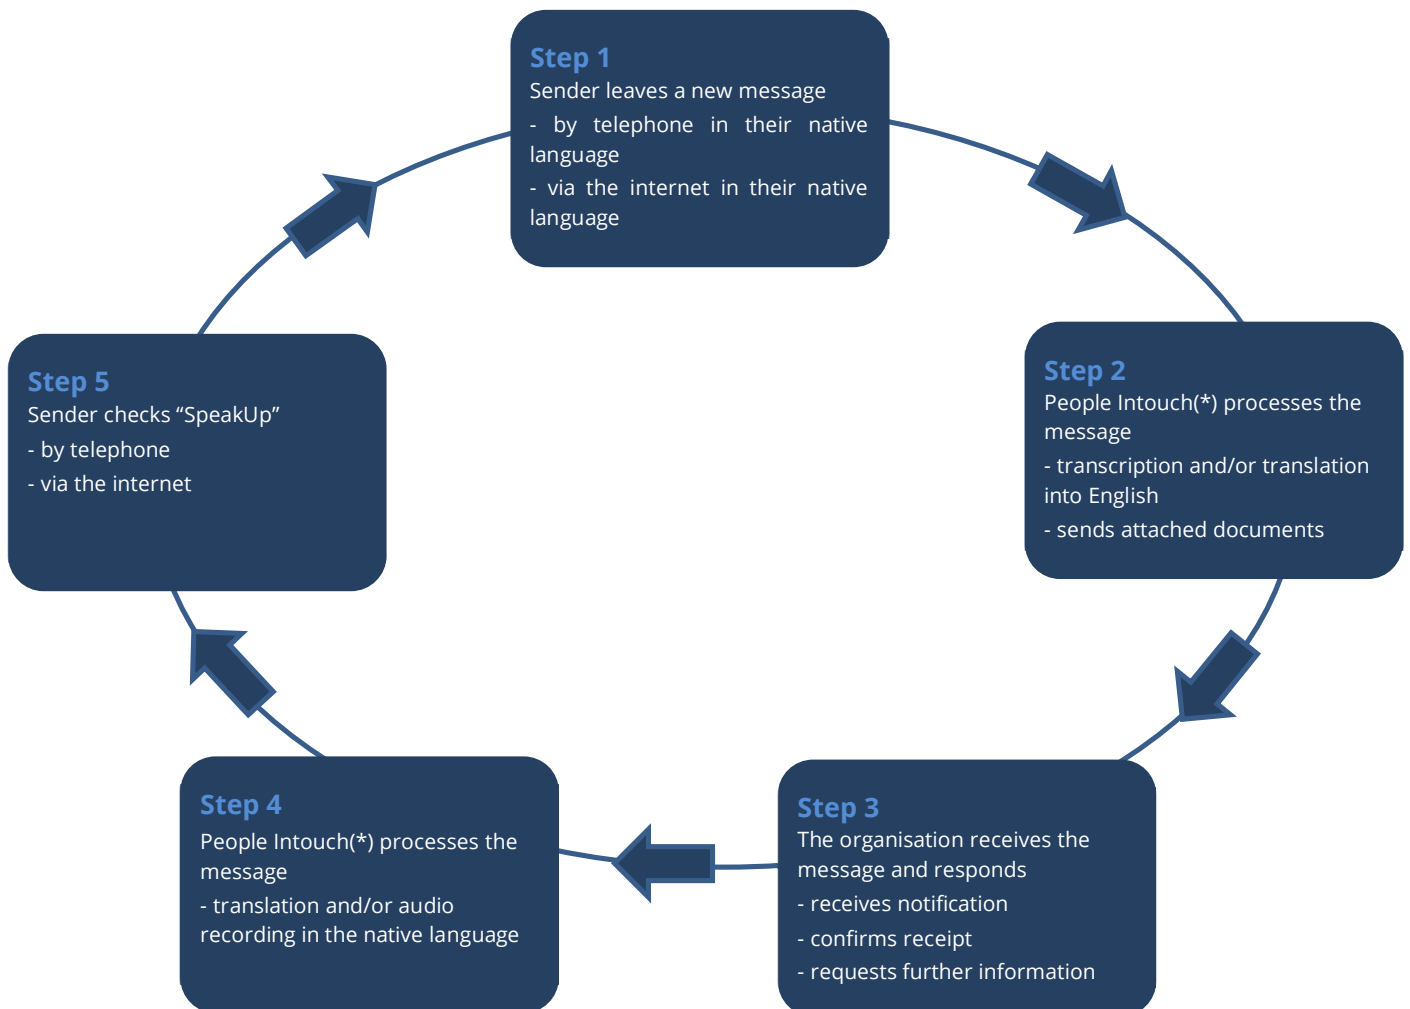 Step 1
Sender leaves a new message
- by telephone in their native
language
- via the internet in their native
language
Step 2
People Intouch(*) processes the
message
- transcription and/or translation
into English
- sends attached documents
Step 3
The organisation receives the
message and responds
- receives notification
- confirms receipt
- requests further information
Step 4
People Intouch(*) processes the
message
- translation and/or audio
recording in the native language
Step 5
Sender checks “SpeakUp”
- by telephone
- via the internet